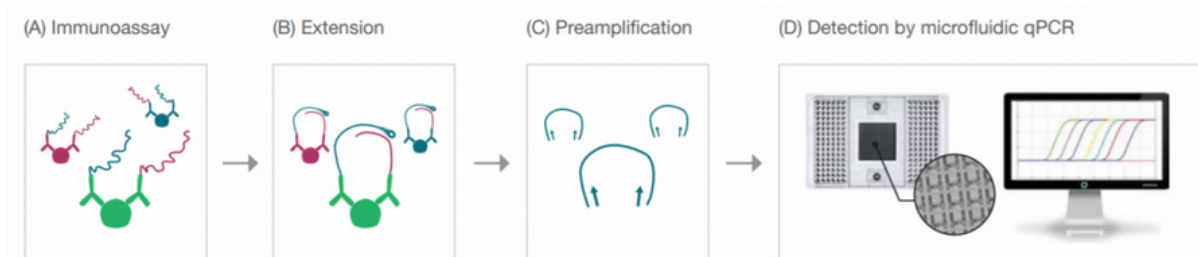 (A) Immunoassay
(B) Extension
(C) Preamplification
(D) Detection by microfluidic qPCR